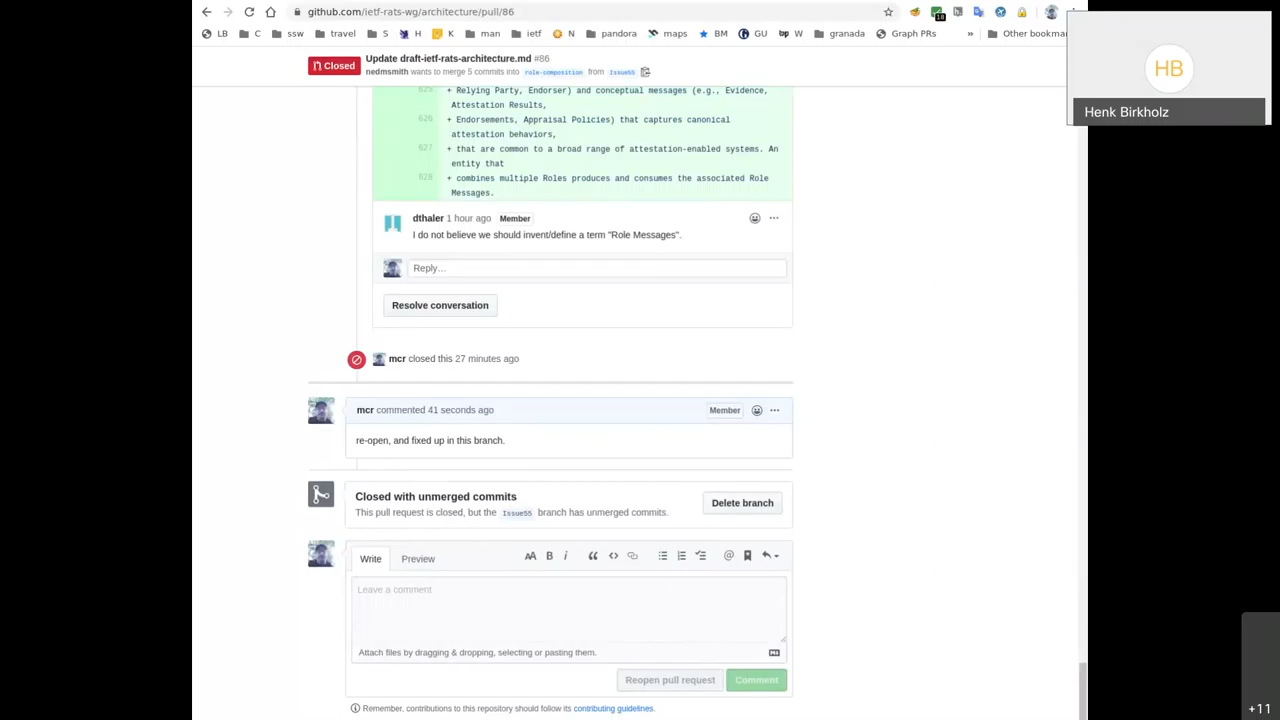 github.com/ietf-rats-wg/architecture/pull/86
18
LB C ssw travel S H K man ietf N pandora maps BM GU W granada Graph PRs » Other bookmar
Closed
Update draft-ietf-rats-architecture.md #86
nedmsmith wants to merge 5 commits into role-composition from Issue55
625 + Relying Party, Endorser) and conceptual messages (e.g., Evidence,
Attestation Results,
626 + Endorsements, Appraisal Policies) that captures canonical
attestation behaviors,
627 + that are common to a broad range of attestation-enabled systems. An
entity that
628 + combines multiple Roles produces and consumes the associated Role
Messages.
dthaler 1 hour ago Member
I do not believe we should invent/define a term "Role Messages".
Reply…
Resolve conversation
mcr closed this 27 minutes ago
mcr commented 41 seconds ago Member
re-open, and fixed up in this branch.
Closed with unmerged commits
This pull request is closed, but the Issue55 branch has unmerged commits.
Delete branch
Write Preview AA B i
Leave a comment
Attach files by dragging & dropping, selecting or pasting them.
Reopen pull request Comment
Remember, contributions to this repository should follow its contributing guidelines.
HB
Henk Birkholz
+11